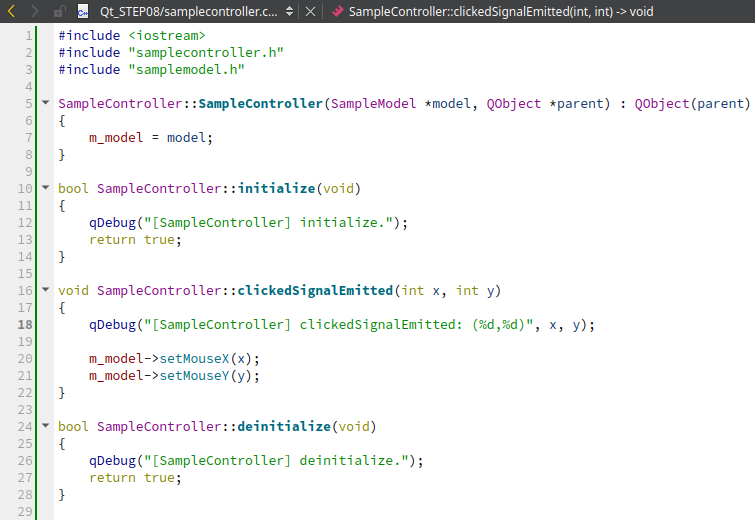 Qt_STEP08/samplecontroller.c... SampleController::clickedSignalEmitted(int, int) -> void
1 #include <iostream>
2 #include "samplecontroller.h"
3 #include "samplemodel.h"
4
5 SampleController::SampleController(SampleModel *model, QObject *parent) : QObject(parent)
6 {
7     m_model = model;
8 }
9
10 bool SampleController::initialize(void)
11 {
12     qDebug("[SampleController] initialize.");
13     return true;
14 }
15
16 void SampleController::clickedSignalEmitted(int x, int y)
17 {
18     qDebug("[SampleController] clickedSignalEmitted: (%d,%d)", x, y);
19
20     m_model->setMouseX(x);
21     m_model->setMouseY(y);
22 }
23
24 bool SampleController::deinitialize(void)
25 {
26     qDebug("[SampleController] deinitialize.");
27     return true;
28 }
29